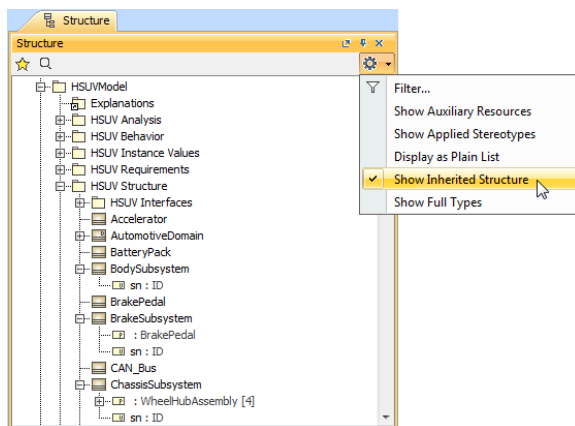 Structure
Structure
HSUVModel
Explanations
HSUV Analysis
HSUV Behavior
HSUV Instance Values
HSUV Requirements
HSUV Structure
HSUV Interfaces
Accelerator
AutomotiveDomain
BatteryPack
BodySubsystem
sn : ID
BrakePedal
BrakeSubsystem
: BrakePedal
sn : ID
CAN_Bus
ChassisSubsystem
: WheelHubAssembly [4]
sn : ID
Filter...
Show Auxiliary Resources
Show Applied Stereotypes
Display as Plain List
Show Inherited Structure
Show Full Types